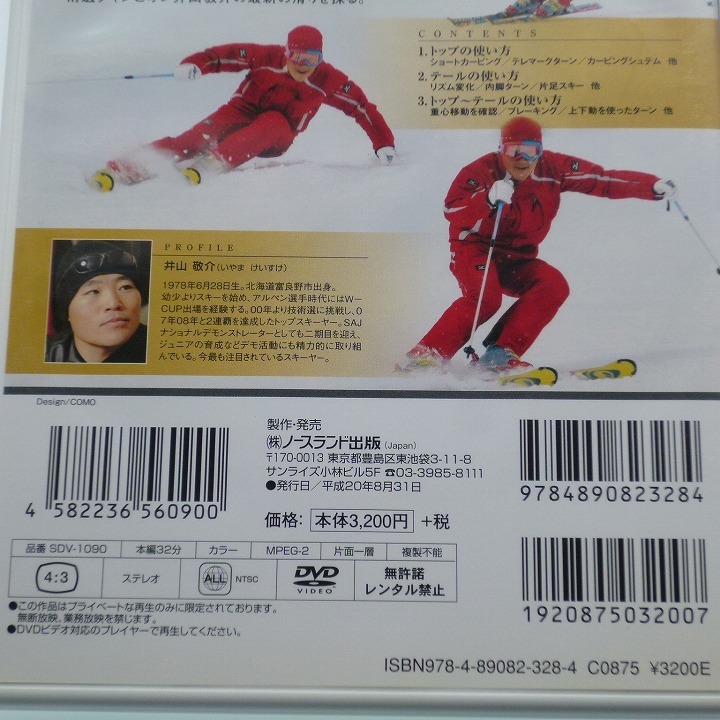 の最新の滑りを探る。
CONTENTS
1.トップの使い方
ショートカービング／テレマークターン／カービングシュテム 他
2.テールの使い方
リズム変化／内脚ターン／片足スキー 他
3.トップ～テールの使い方
重心移動を確認／ブレーキング／上下動を使ったターン 他
PROFILE
井山 敬介(いやま けいすけ)
1978年6月28日生。北海道富良野市出身。
幼少よりスキーを始め、アルペン選手時代にはW－
CUP出場を経験する。00年より技術選に挑戦し、0
7年08年と2連覇を達成したトップスキーヤー。SAJ
ナショナルデモンストレーターとしても二期目を迎え、
ジュニアの育成などデモ活動にも精力的に取り組
んでいる。今最も注目されているスキーヤー。
Design/COMO
製作・発売
㈱ノースランド出版 (Japan)
〒170-0013 東京都豊島区東池袋3-11-8
サンライズ小林ビル5F ☎03-3985-8111
●発行日／平成20年8月31日
価格： 本体3,200円 +税
4 582236 560900
9784890823284
1920875032007
品番 SDV-1090 本編32分 カラー MPEG-2 片面一層 複製不能
4:3 ステレオ ALL NTSC DVD VIDEO 無許諾
レンタル禁止
●この作品はプライベートな再生のみに限定されております。
無断放映、業務放映を禁じます。
●DVDビデオ対応のプレイヤーで再生してください。
ISBN978-4-89082-328-4 C0875 ¥3200E